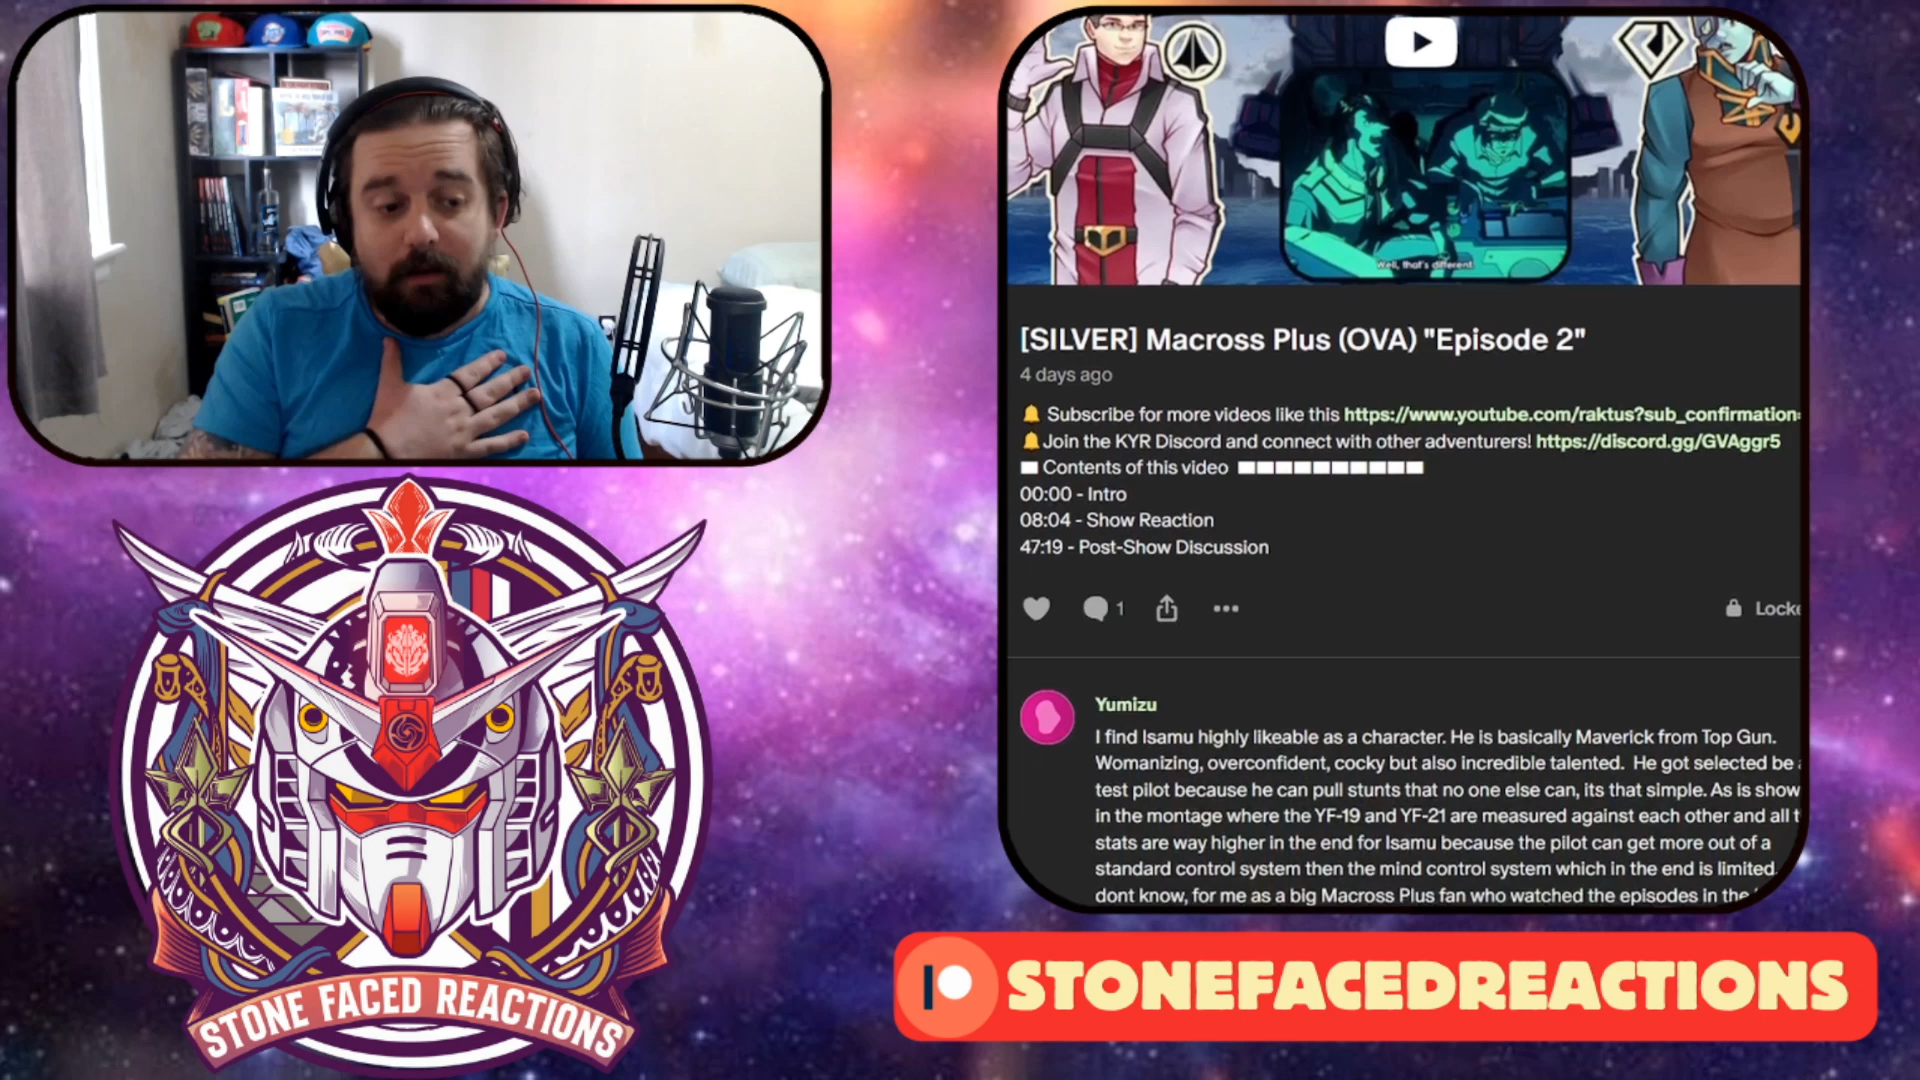 Well, that's different.
[SILVER] Macross Plus (OVA) "Episode 2"
4 days ago
Subscribe for more videos like this https://www.youtube.com/raktus?sub_confirmation=
Join the KYR Discord and connect with other adventurers! https://discord.gg/GVAggr5
Contents of this video
00:00 - Intro
08:04 - Show Reaction
47:19 - Post-Show Discussion
1
Locke
Yumizu
I find Isamu highly likeable as a character. He is basically Maverick from Top Gun.
Womanizing, overconfident, cocky but also incredible talented. He got selected be a
test pilot because he can pull stunts that no one else can, its that simple. As is show
in the montage where the YF-19 and YF-21 are measured against each other and all t
stats are way higher in the end for Isamu because the pilot can get more out of a
standard control system then the mind control system which in the end is limited.
dont know, for me as a big Macross Plus fan who watched the episodes in the
STONE FACED REACTIONS
STONEFACEDREACTIONS